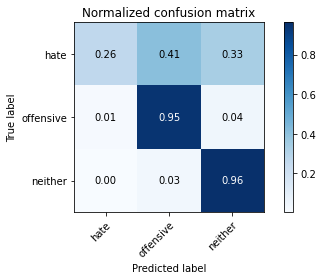 Normalized confusion matrix
True label
hate 0.26 0.41 0.33
offensive 0.01 0.95 0.04
neither 0.00 0.03 0.96
hate offensive neither
Predicted label
0.8
0.6
0.4
0.2